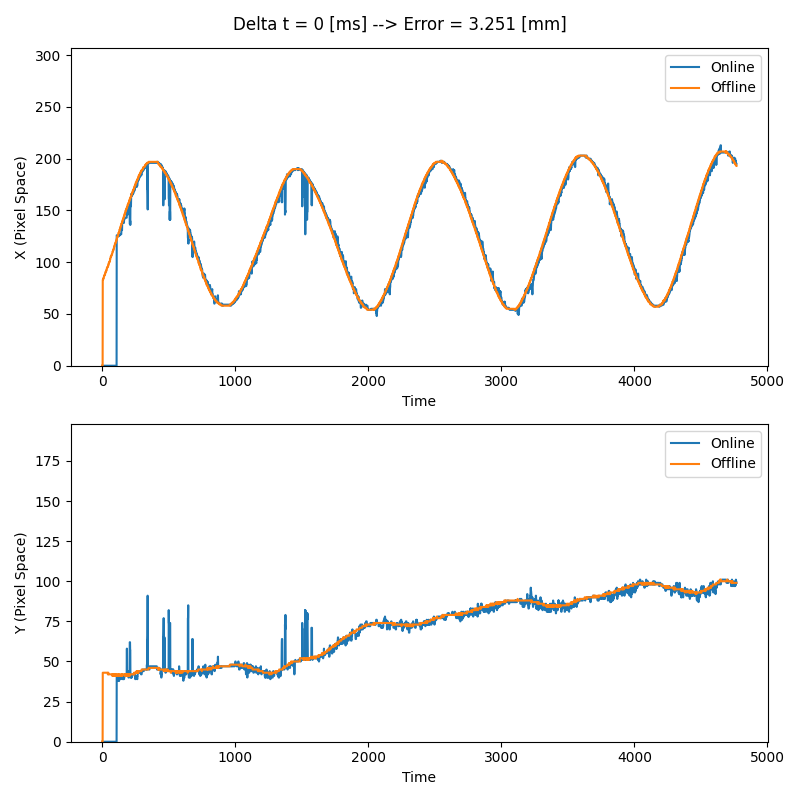 Delta t = 0 [ms] --> Error = 3.251 [mm]
300
250
200
150
100
50
0
X (Pixel Space)
Online
Offline
0 1000 2000 3000 4000 5000
Time
175
150
125
100
75
50
25
0
Y (Pixel Space)
Online
Offline
0 1000 2000 3000 4000 5000
Time